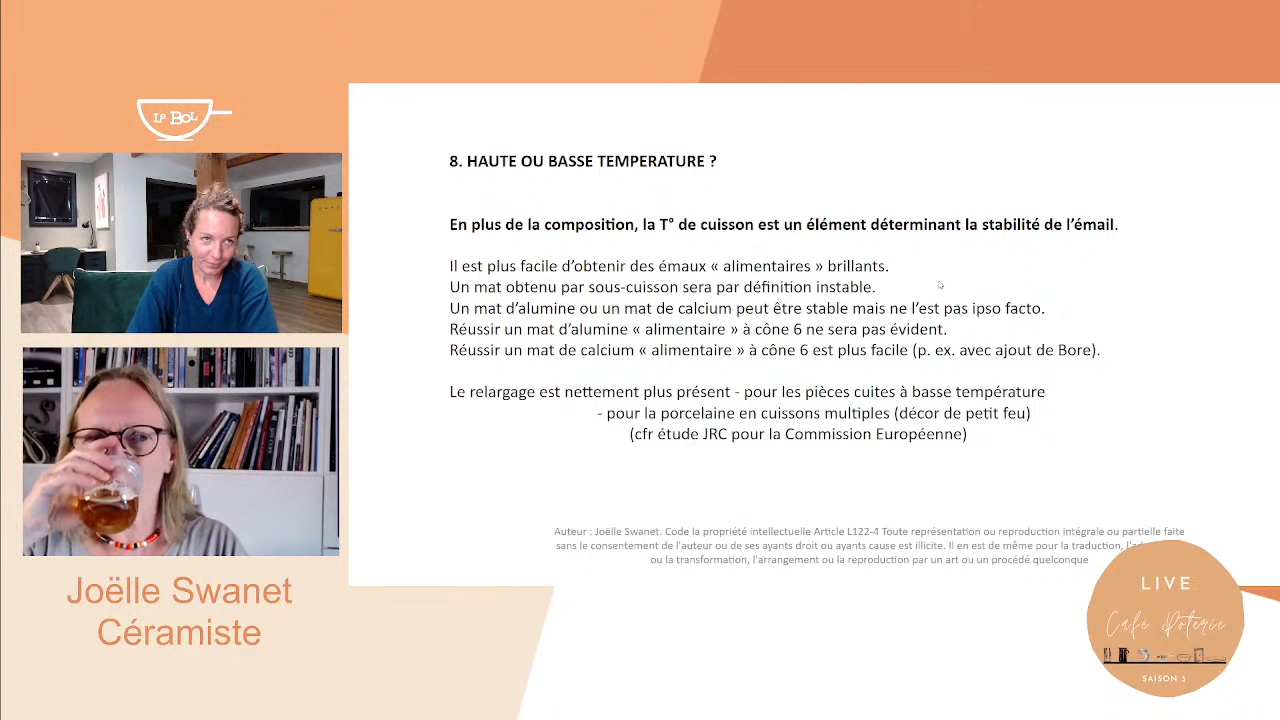 Le BoL
8. HAUTE OU BASSE TEMPERATURE ?
En plus de la composition, la T° de cuisson est un élément déterminant la stabilité de l'émail.
Il est plus facile d'obtenir des émaux « alimentaires » brillants.
Un mat obtenu par sous-cuisson sera par définition instable.
Un mat d'alumine ou un mat de calcium peut être stable mais ne l'est pas ipso facto.
Réussir un mat d'alumine « alimentaire » à cône 6 ne sera pas évident.
Réussir un mat de calcium « alimentaire » à cône 6 est plus facile (p. ex. avec ajout de Bore).
Le relargage est nettement plus présent - pour les pièces cuites à basse température
- pour la porcelaine en cuissons multiples (décor de petit feu)
(cfr étude JRC pour la Commission Européenne)
Auteur : Joëlle Swanet. Code la propriété intellectuelle Article L122-4 Toute représentation ou reproduction intégrale ou partielle faite
sans le consentement de l'auteur ou de ses ayants droit ou ayants cause est illicite. Il en est de même pour la traduction,
ou la transformation, l'arrangement ou la reproduction par un art ou un procédé quelconque
Joëlle Swanet
Céramiste
LIVE
Café Poterie
SAISON 3